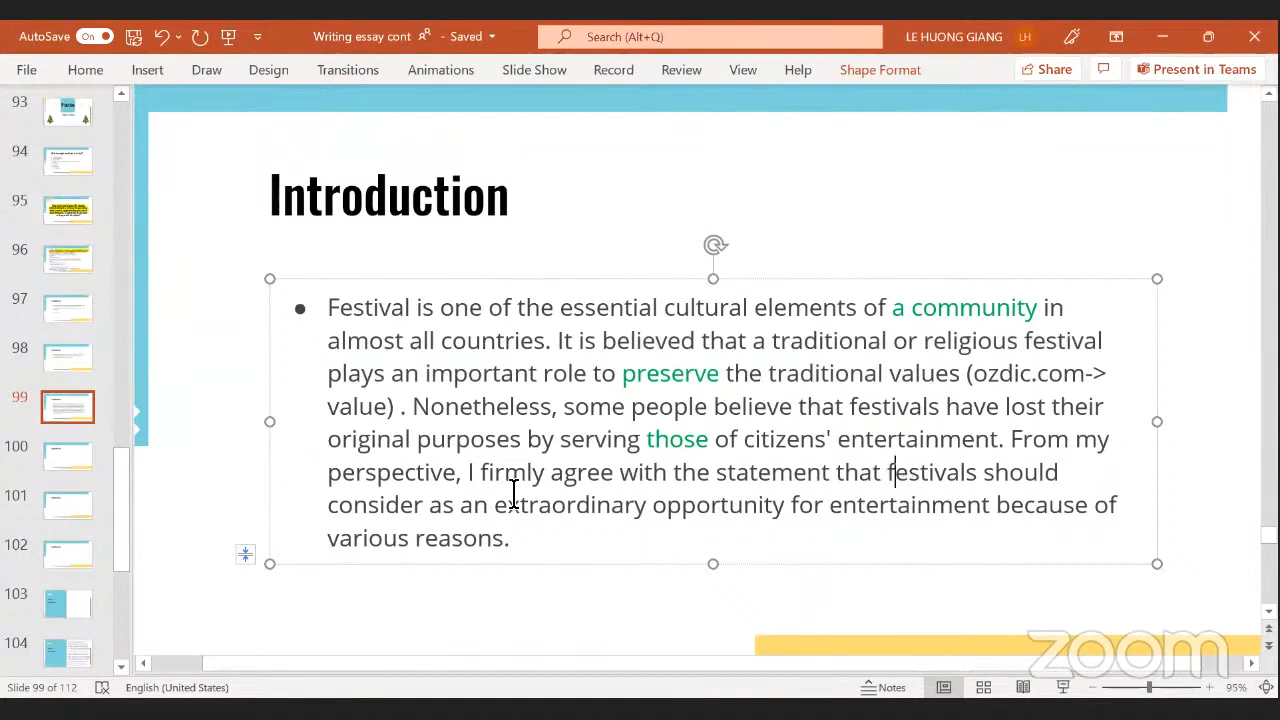 AutoSave On Writing essay cont - Saved Search (Alt+Q) LE HUONG GIANG LH
File Home Insert Draw Design Transitions Animations Slide Show Record Review View Help Shape Format Share Present in Teams
93
94
95
96
97
98
99
100
101
102
103
104
Introduction
● Festival is one of the essential cultural elements of a community in
almost all countries. It is believed that a traditional or religious festival
plays an important role to preserve the traditional values (ozdic.com->
value) . Nonetheless, some people believe that festivals have lost their
original purposes by serving those of citizens' entertainment. From my
perspective, I firmly agree with the statement that festivals should
consider as an extraordinary opportunity for entertainment because of
various reasons.
zoom
Slide 99 of 112 English (United States) Notes 95%